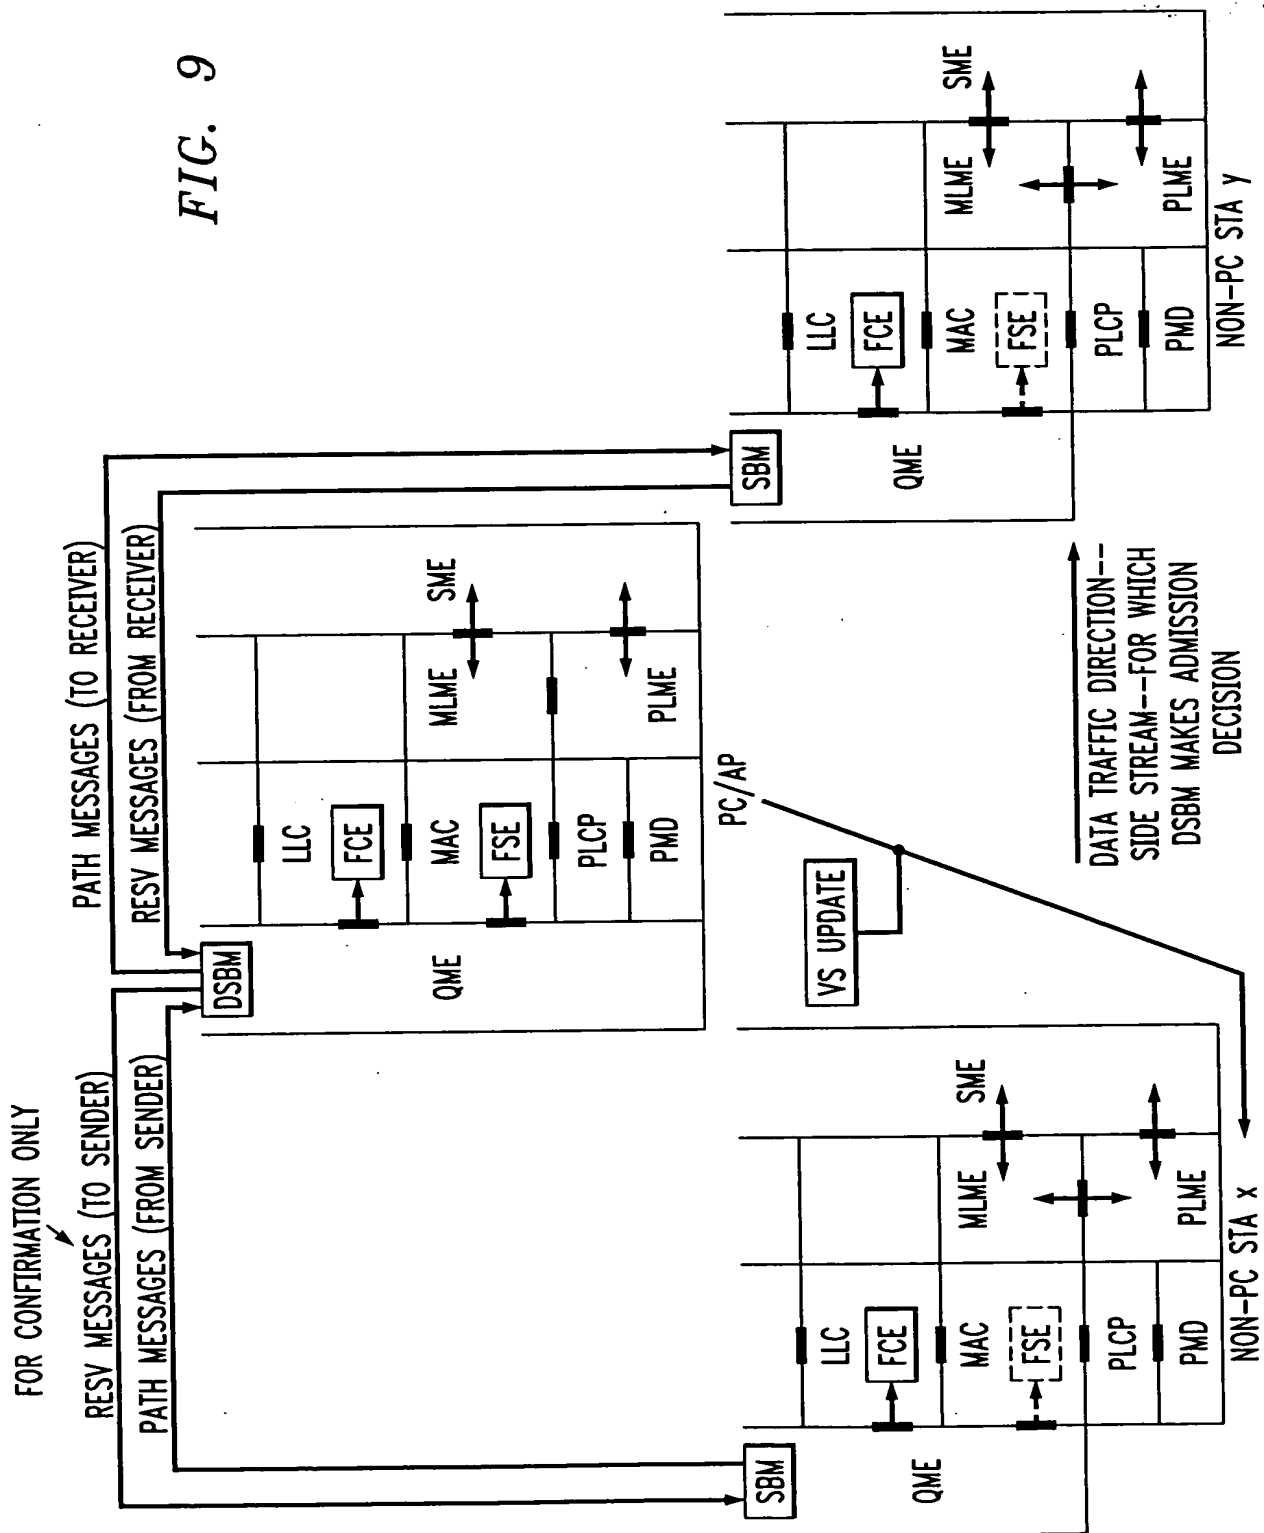 FIG. 9
FOR CONFIRMATION ONLY
RESV MESSAGES (TO SENDER)
PATH MESSAGES (FROM SENDER)
PATH MESSAGES (TO RECEIVER)
RESV MESSAGES (FROM RECEIVER)
DSBM
QME
LLC
FCE
MAC
FSE
PLCP
PMD
MLME
PLME
SME
PC/AP
SBM
QME
LLC
FCE
MAC
FSE
PLCP
PMD
MLME
PLME
SME
NON-PC STA x
VS UPDATE
DATA TRAFFIC DIRECTION--
SIDE STREAM--FOR WHICH
DSBM MAKES ADMISSION
DECISION
SBM
QME
LLC
FCE
MAC
FSE
PLCP
PMD
MLME
PLME
SME
NON-PC STA y